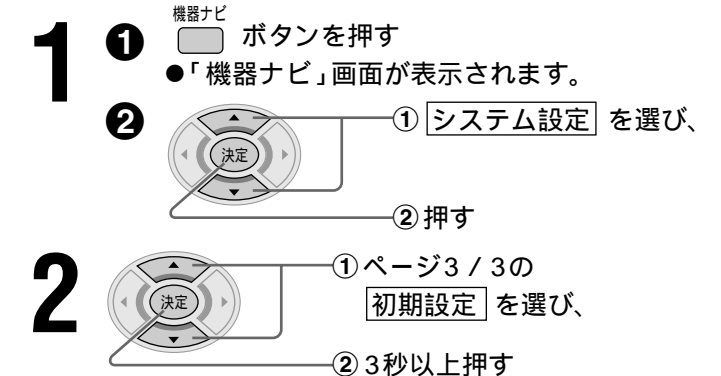 機器ナビ
1 ❶ ボタンを押す
●「機器ナビ」画面が表示されます。
❷ 決定 ① システム設定 を選び、
② 押す
2 決定 ① ページ3/3の
初期設定 を選び、
② 3秒以上押す